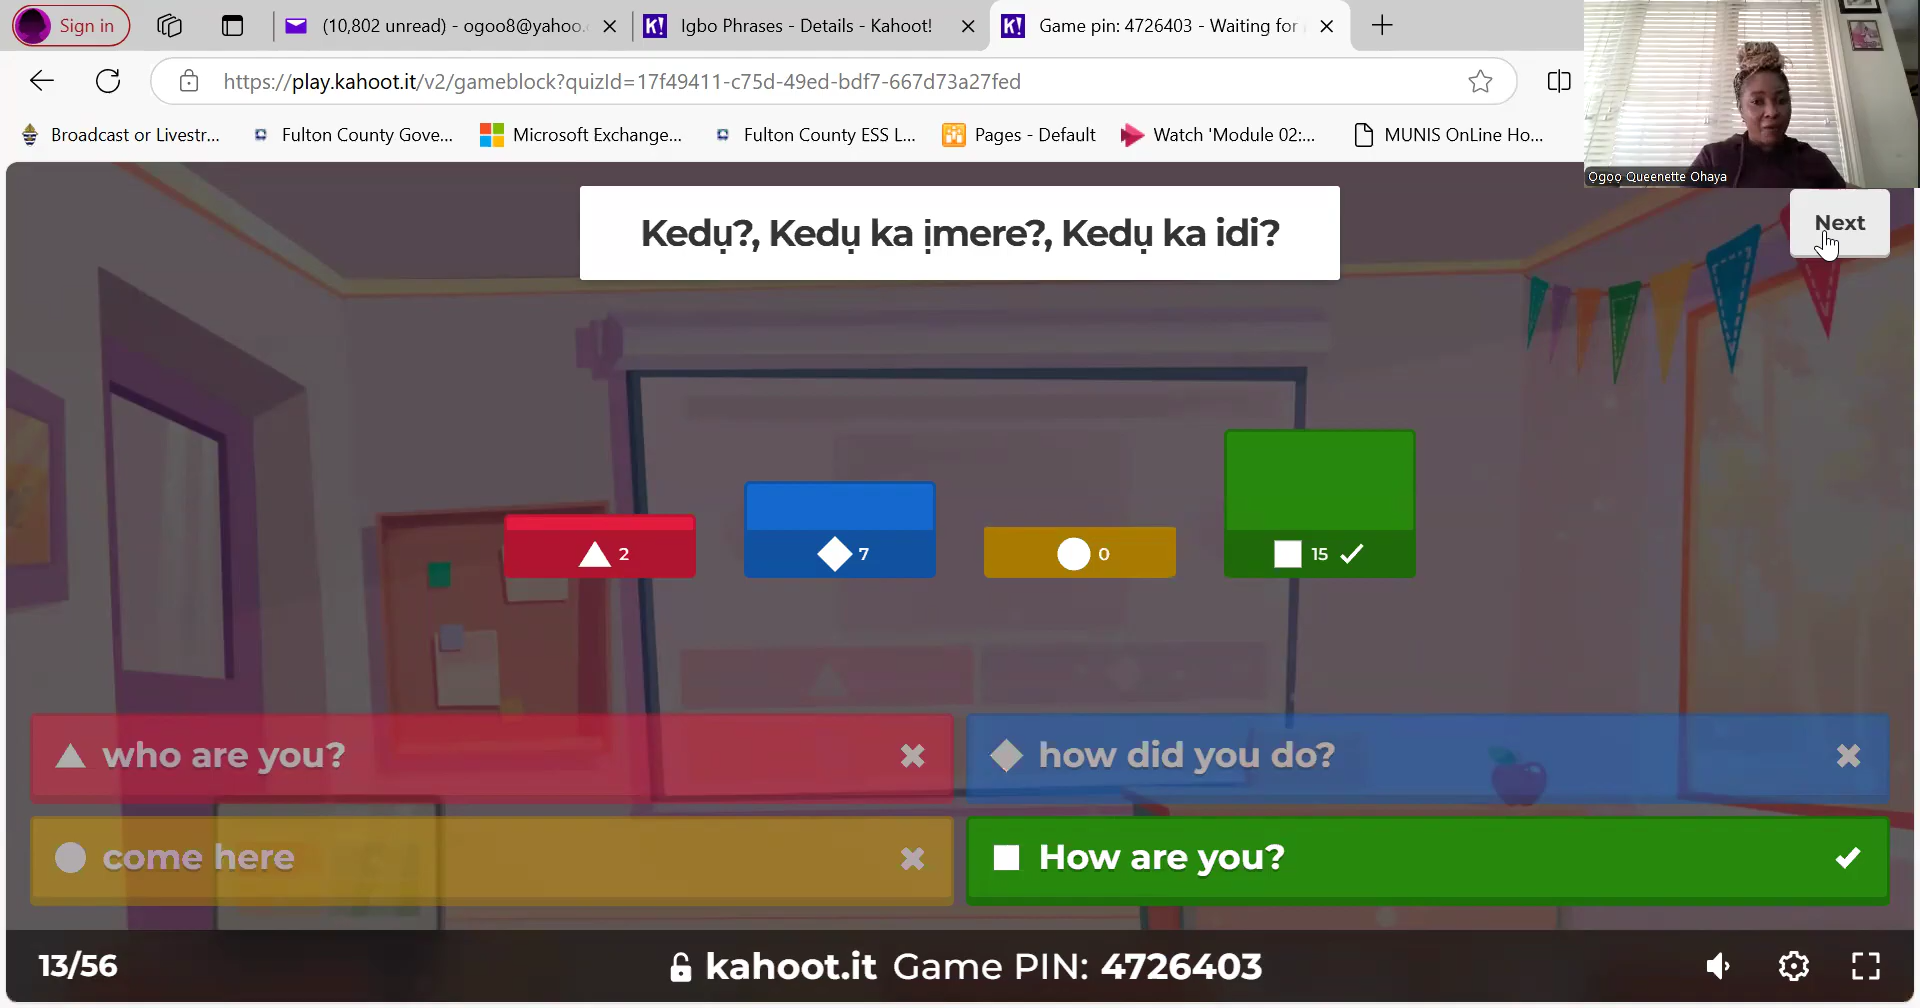 Sign in
(10,802 unread) - ogoo8@yahoo.c
Igbo Phrases - Details - Kahoot!
Game pin: 4726403 - Waiting for
https://play.kahoot.it/v2/gameblock?quizId=17f49411-c75d-49ed-bdf7-667d73a27fed
Broadcast or Livestr...
Fulton County Gove...
Microsoft Exchange...
Fulton County ESS L...
Pages - Default
Watch 'Module 02:...
MUNIS OnLine Ho...
Ọgọọ Queenette Ohaya
Kedụ?, Kedụ ka ịmere?, Kedụ ka idi?
Next
2
7
0
15
who are you?
how did you do?
come here
How are you?
13/56
kahoot.it Game PIN: 4726403